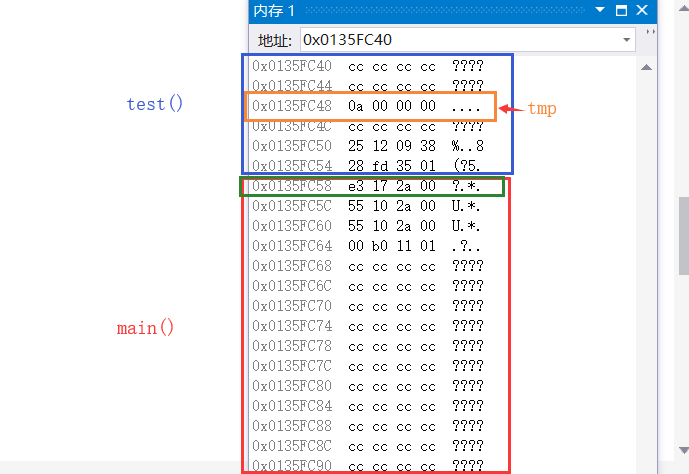 内存 1
地址: 0x0135FC40
0x0135FC40 cc cc cc cc ????
0x0135FC44 cc cc cc cc ????
test() 0x0135FC48 0a 00 00 00 .... tmp
0x0135FC4C cc cc cc cc ????
0x0135FC50 25 12 09 38 %..8
0x0135FC54 28 fd 35 01 (?5.
0x0135FC58 e3 17 2a 00 ?.*.
0x0135FC5C 55 10 2a 00 U.*.
0x0135FC60 55 10 2a 00 U.*.
0x0135FC64 00 b0 11 01 .?..
0x0135FC68 cc cc cc cc ????
0x0135FC6C cc cc cc cc ????
0x0135FC70 cc cc cc cc ????
main() 0x0135FC74 cc cc cc cc ????
0x0135FC78 cc cc cc cc ????
0x0135FC7C cc cc cc cc ????
0x0135FC80 cc cc cc cc ????
0x0135FC84 cc cc cc cc ????
0x0135FC88 cc cc cc cc ????
0x0135FC8C cc cc cc cc ????
0x0135FC90 cc cc cc cc ????